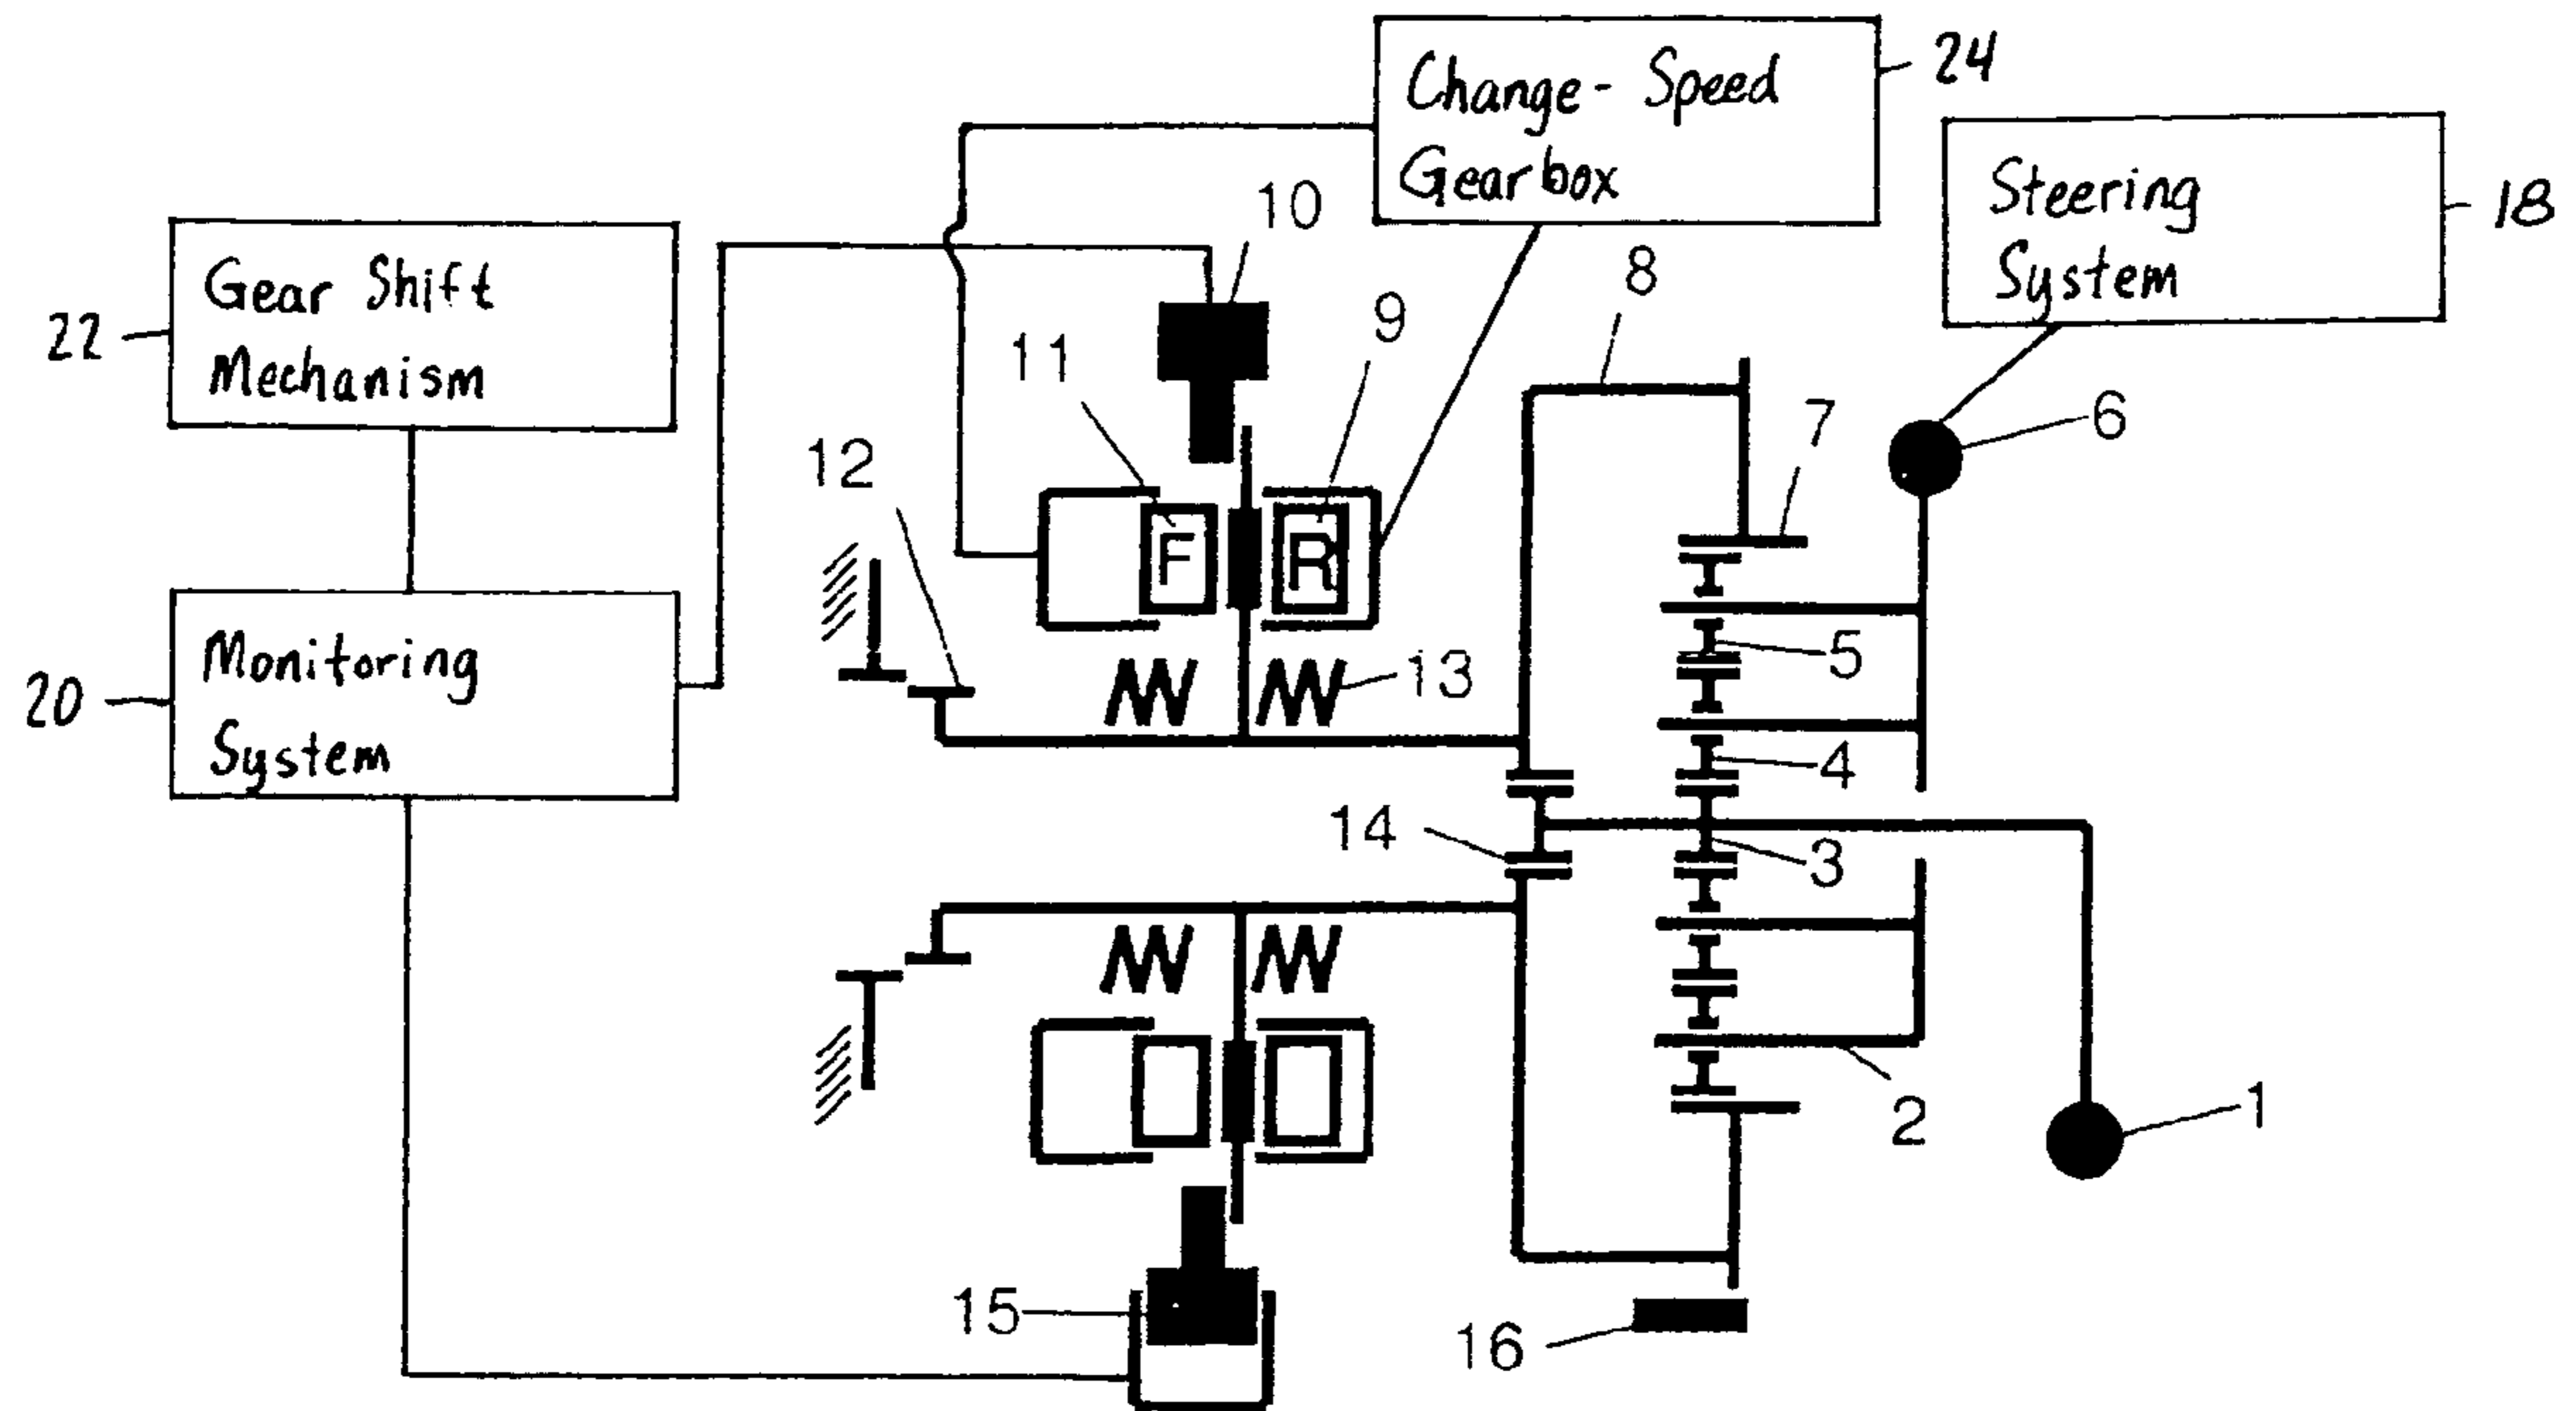 Change-Speed
Gearbox
24
Steering
System
18
10
Gear Shift
Mechanism
22
8
9
11
7
6
12
F
R
5
13
Monitoring
System
20
4
14
3
2
1
15
16